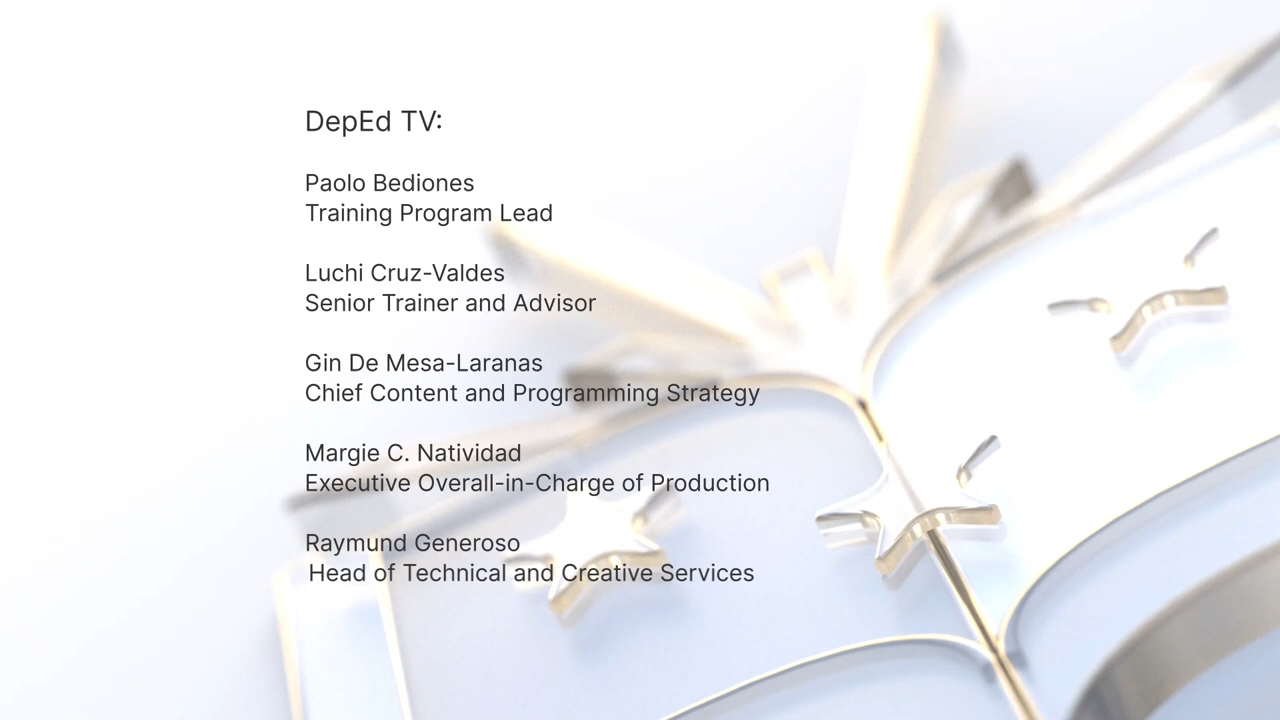 DepEd TV:
Paolo Bediones
Training Program Lead
Luchi Cruz-Valdes
Senior Trainer and Advisor
Gin De Mesa-Laranas
Chief Content and Programming Strategy
Margie C. Natividad
Executive Overall-in-Charge of Production
Raymund Generoso
Head of Technical and Creative Services